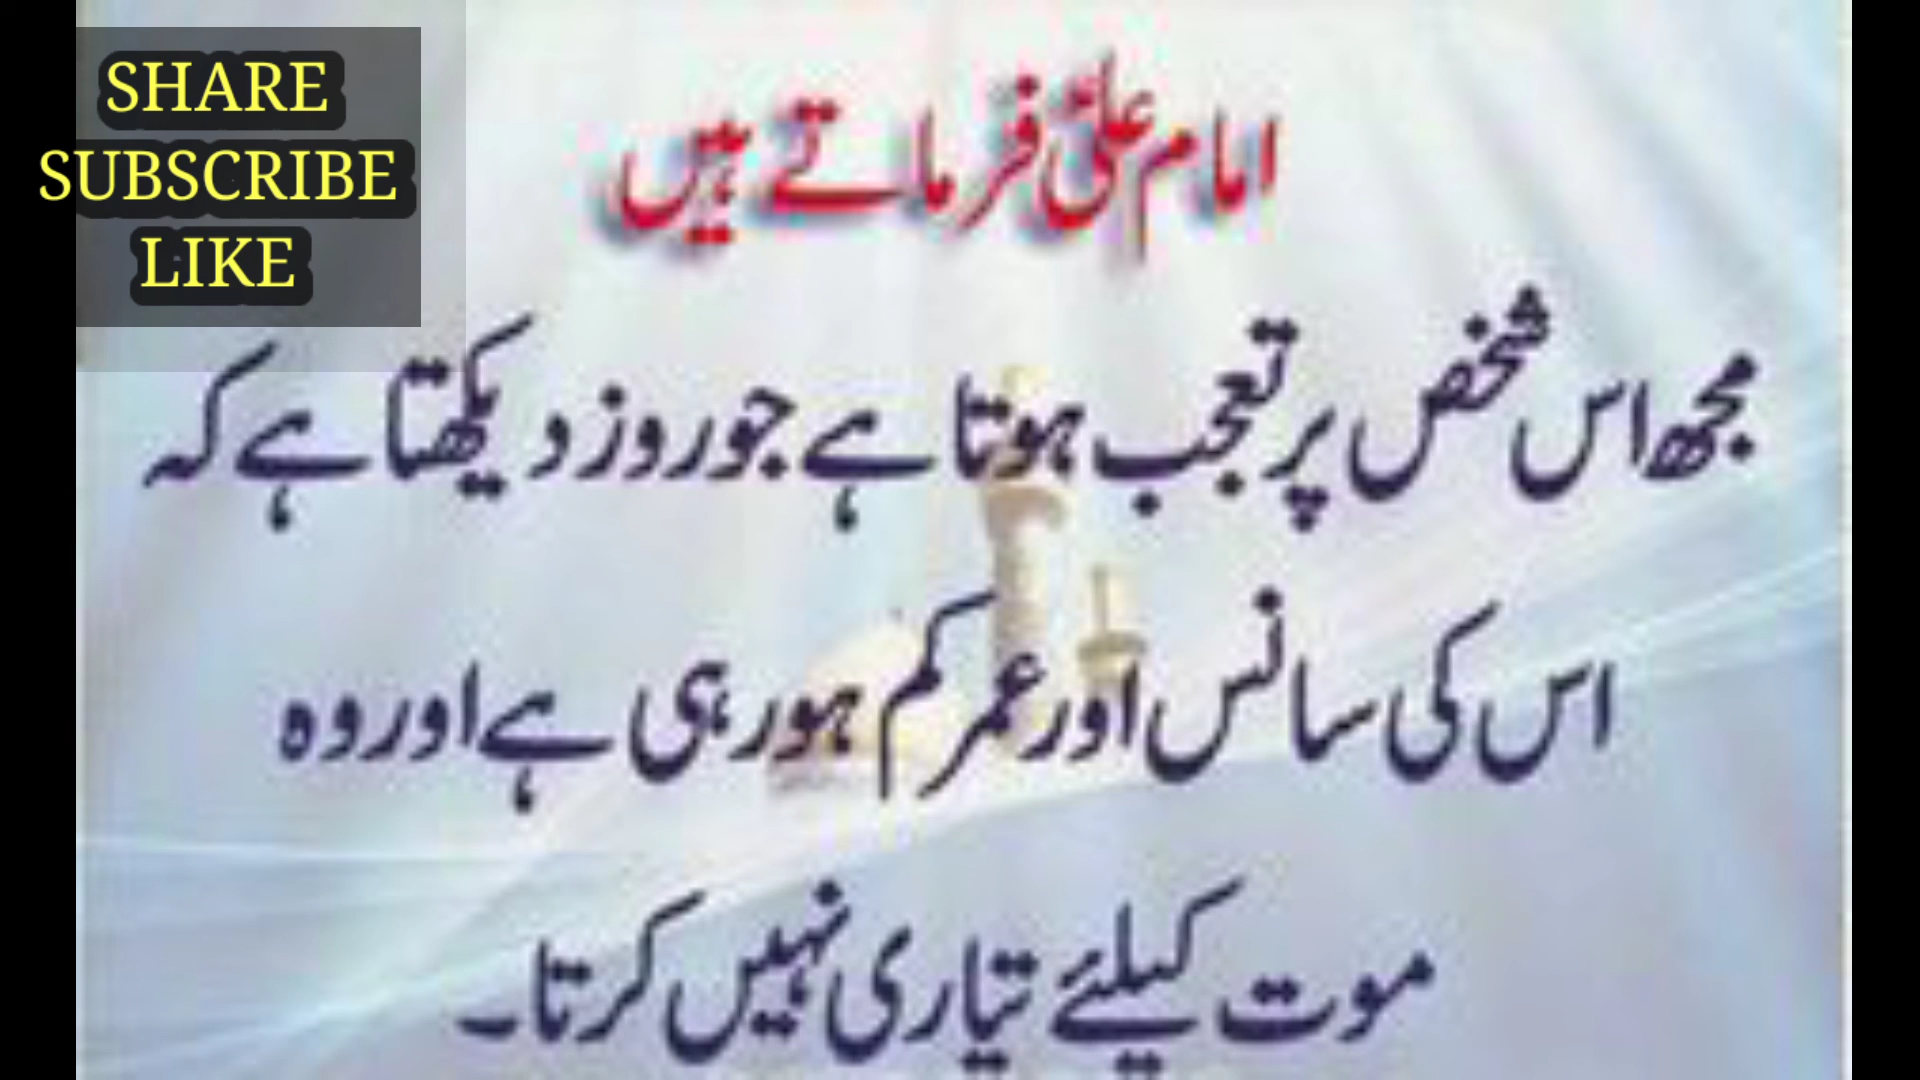 SHARE
SUBSCRIBE
LIKE
امام علیؑ فرماتے ہیں
مجھ اس شخص پر تعجب ہوتا ہے جو روز دیکھتا ہے کہ
اس کی سانس اور عمر کم ہو رہی ہے اور وہ
موت کیلئے تیاری نہیں کرتا۔